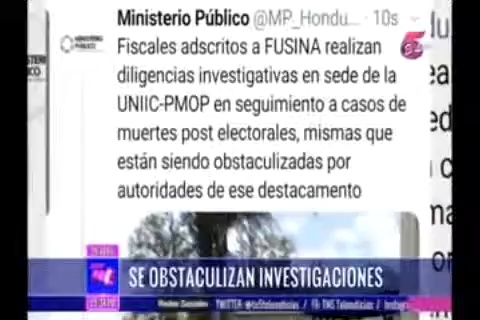 Ministerio Público @MP_Hondu... · 10s
Fiscales adscritos a FUSINA realizan
diligencias investigativas en sede de la
UNIIC-PMOP en seguimiento a casos de
muertes post electorales, mismas que
están siendo obstaculizadas por
autoridades de ese destacamento
SE OBSTACULIZAN INVESTIGACIONES
TWITTER: @tn5telenoticias / FB: TN5 Telenoticias /